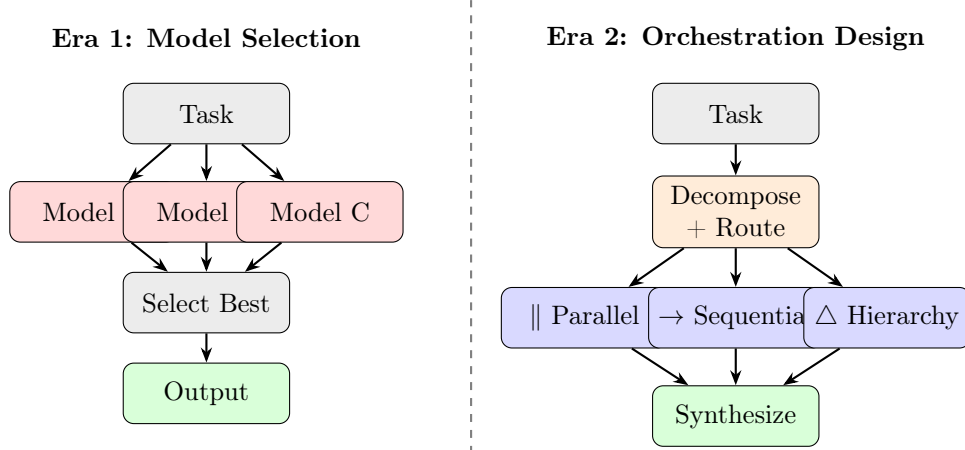 Era 1: Model Selection
Task
Model
Model
Model C
Select Best
Output
Era 2: Orchestration Design
Task
Decompose
+ Route
∥ Parallel
→ Sequentia
△ Hierarchy
Synthesize